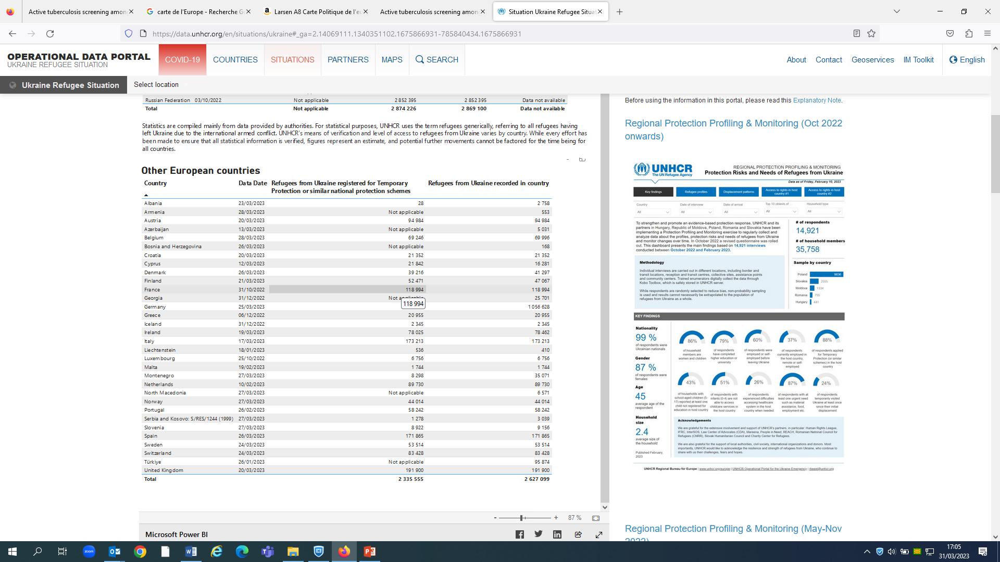 Active tuberculosis screening among
carte de l'Europe - Recherche Go
Larsen A8 Carte Politique de l'eu
Active tuberculosis screening among
Situation Ukraine Refugee Situat
https://data.unhcr.org/en/situations/ukraine#_ga=2.14069111.1340351102.1675866931-785840434.1675866931
OPERATIONAL DATA PORTAL
UKRAINE REFUGEE SITUATION
COVID-19 COUNTRIES SITUATIONS PARTNERS MAPS SEARCH
About Contact Geoservices IM Toolkit English
Ukraine Refugee Situation Select location
Russian Federation 03/10/2022 Not applicable 2 852 395 2 852 395 Data not available
Total Not applicable 2 874 226 2 869 100 Data not available
Statistics are compiled mainly from data provided by authorities. For statistical purposes, UNHCR uses the term refugees generically, referring to all refugees having
left Ukraine due to the international armed conflict. UNHCR's means of verification and level of access to refugees from Ukraine varies by country. While every effort has
been made to ensure that all statistical information is verified, figures represent an estimate, and potential further movements cannot be factored for the time being for
all countries.
Other European countries
Country Data Date Refugees from Ukraine registered for Temporary Refugees from Ukraine recorded in country
Protection or similar national protection schemes
Albania 23/03/2023 28 2 758
Armenia 28/03/2023 Not applicable 553
Austria 20/03/2023 94 984 94 984
Azerbaijan 13/03/2023 Not applicable 5 031
Belgium 28/03/2023 69 246 69 996
Bosnia and Herzegovina 26/03/2023 Not applicable 168
Croatia 20/03/2023 21 352 21 352
Cyprus 12/03/2023 21 842 16 281
Denmark 26/03/2023 39 216 41 297
Finland 21/03/2023 52 471 47 067
France 31/10/2022 118 994 118 994
Georgia 31/12/2022 Not applicable 25 701
118 994
Germany 25/03/2023 1 056 628
Greece 06/12/2022 20 955 20 955
Iceland 31/12/2022 2 345 2 345
Ireland 19/03/2023 78 025 78 462
Italy 17/03/2023 173 213 173 213
Liechtenstein 18/01/2023 536 410
Luxembourg 25/10/2022 6 756 6 756
Malta 19/02/2023 1 744 1 744
Montenegro 27/03/2023 8 298 35 071
Netherlands 10/02/2023 89 730 89 730
North Macedonia 27/03/2023 Not applicable 6 571
Norway 27/03/2023 44 014 44 014
Portugal 26/02/2023 58 242 58 242
Serbia and Kosovo: S/RES/1244 (1999) 27/03/2023 1 278 3 039
Slovenia 27/03/2023 8 922 9 156
Spain 26/03/2023 171 865 171 865
Sweden 24/03/2023 53 514 53 514
Switzerland 24/03/2023 83 428 83 428
Türkiye 26/01/2023 Not applicable 95 874
United Kingdom 20/03/2023 191 900 191 900
Total 2 335 555 2 627 099
- + 87 %
Microsoft Power BI
Before using the information in this portal, please read this Explanatory Note.
Regional Protection Profiling & Monitoring (Oct 2022
onwards)
UNHCR
The UN Refugee Agency
REGIONAL PROTECTION PROFILING & MONITORING
Protection Risks and Needs of Refugees from Ukraine
Data as of Friday, February 10, 2023
Key findings
Refugee profiles
Displacement patterns
Access to rights in host
country #1
Access to rights in host
country #2
Country Date of interview Date of arrival Top 10 oblasts of ... Household type
All All All All All
To strengthen and promote an evidence-based protection response, UNHCR and its
partners in Hungary, Republic of Moldova, Poland, Romania and Slovakia have been
implementing a Protection Profiling and Monitoring exercise to regularly collect and
analyze data about the profiles, protection risks and needs of refugees from Ukraine
and monitor changes over time. In October 2022 a revised questionnaire was rolled
out. This dashboard presents the main findings based on 14,921 interviews
conducted between October 2022 and February 2023.
Methodology
Individual interviews are carried out in different locations, including border and
transit locations, reception and transit centres, collective sites, assistance points
and community centers. Trained enumerators digitally collect the data through
Kobo Toolbox, which is safely stored in UNHCR server.
While respondents are randomly selected to reduce bias, non-probability sampling
is used and results cannot necessarily be extrapolated to the population of
refugees from Ukraine as a whole.
# of respondents
14,921
# of household members
35,758
Sample by country
Poland 9836
Slovakia 2555
Moldova 1334
Romania 755
Hungary 441
KEY FINDINGS
Nationality
99 %
of respondents were
Ukrainian nationals
Gender
87 %
of respondents were
females
Age
45
average age of the
respondent
Household
size
2.4
average size of
the household
Published February,
2023
86%
of household
members are
women and children
79%
of respondents
have completed
higher education or
university
60%
of respondents were
employed or self-
employed before
leaving Ukraine
37%
of respondents
currently employed in
the host country,
remote or self-
employed
88%
of respondents applied
for Temporary
Protection (or similar
schemes) in the host
country
43%
of households with
school-aged children (5-
17) reported at least one
child not registered for
education in host country
51%
of respondents with
infants (0-4) are not
able to access
childcare services in
the host country
26%
of respondents
experienced difficulties
accessing healthcare
system in the host
country when needed
87%
of respondents with at
least one urgent need
such as material
assistance, food,
employment etc.
24%
of respondents
temporarily visited
Ukraine at least once
since their initial
displacement
Acknowledgements
We are grateful for the extensive involvement and support of UNHCR's partners, in particular: Human Rights League,
IFRC, InterSOS, Law Center of Advocates (CDA), Mareena, People in Need, REACH, Romanian National Council for
Refugees (CNRR), Slovak Humanitarian Council and Charity Center for Refugees.
We are also grateful for the support of local authorities, civil society, international organizations and donors. Most
importantly, UNHCR would like to acknowledge the resilience and strength of refugees from Ukraine, who continue to
share with us their challenges, fears and hopes.
UNHCR Regional Bureau for Europe | www.unhcr.org/europe | UNHCR Operational Portal for the Ukraine Emergency | rbeext@unhcr.org
Regional Protection Profiling & Monitoring (May-Nov
2022)
zoom
17:05
31/03/2023